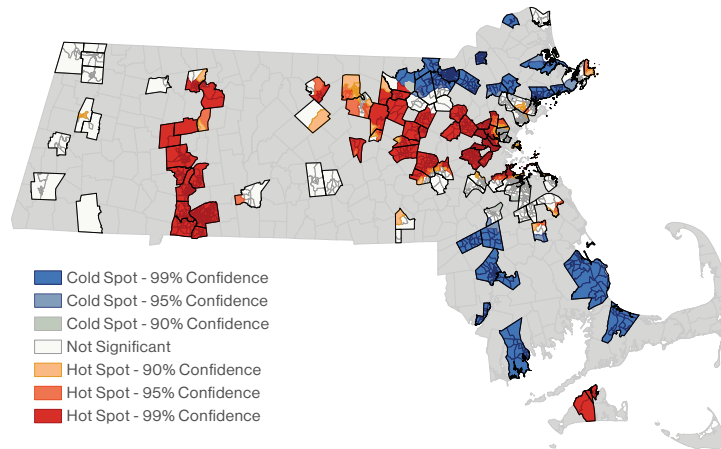 Cold Spot - 99% Confidence
Cold Spot - 95% Confidence
Cold Spot - 90% Confidence
Not Significant
Hot Spot - 90% Confidence
Hot Spot - 95% Confidence
Hot Spot - 99% Confidence